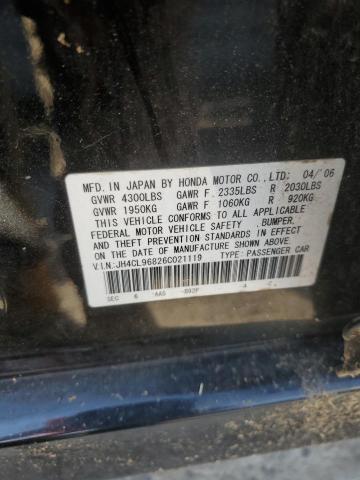 MFD. IN JAPAN BY HONDA MOTOR CO.,LTD: 04/'06
GVWR 4300LBS GAWR F. 2335LBS R 2030LBS
GVWR 1950KG GAWR F 1060KG R 920KG
THIS VEHICLE CONFORMS TO ALL APPLICABLE
FEDERAL MOTOR VEHICLE SAFETY , BUMPER,
AND THEFT PREVENTION STANDARDS IN EFFECT
ON THE DATE OF MANUFACTURE SHOWN ABOVE.
V.I.N.:JH4CL96826C021119 TYPE: PASSENGER CAR
SEC 6